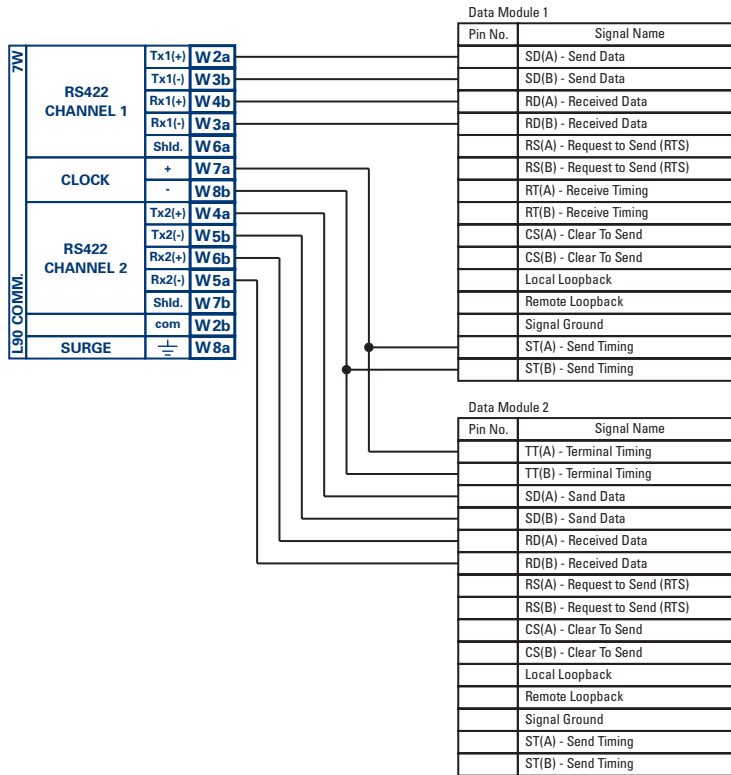 7W
L90 COMM.
RS422
CHANNEL 1
Tx1(+) W2a
Tx1(-) W3b
Rx1(+) W4b
Rx1(-) W3a
Shld. W6a
CLOCK
+ W7a
- W8b
RS422
CHANNEL 2
Tx2(+) W4a
Tx2(-) W5b
Rx2(+) W6b
Rx2(-) W5a
Shld. W7b
com W2b
SURGE W8a
Data Module 1
Pin No. Signal Name
SD(A) - Send Data
SD(B) - Send Data
RD(A) - Received Data
RD(B) - Received Data
RS(A) - Request to Send (RTS)
RS(B) - Request to Send (RTS)
RT(A) - Receive Timing
RT(B) - Receive Timing
CS(A) - Clear To Send
CS(B) - Clear To Send
Local Loopback
Remote Loopback
Signal Ground
ST(A) - Send Timing
ST(B) - Send Timing
Data Module 2
Pin No. Signal Name
TT(A) - Terminal Timing
TT(B) - Terminal Timing
SD(A) - Sand Data
SD(B) - Sand Data
RD(A) - Received Data
RD(B) - Received Data
RS(A) - Request to Send (RTS)
RS(B) - Request to Send (RTS)
CS(A) - Clear To Send
CS(B) - Clear To Send
Local Loopback
Remote Loopback
Signal Ground
ST(A) - Send Timing
ST(B) - Send Timing